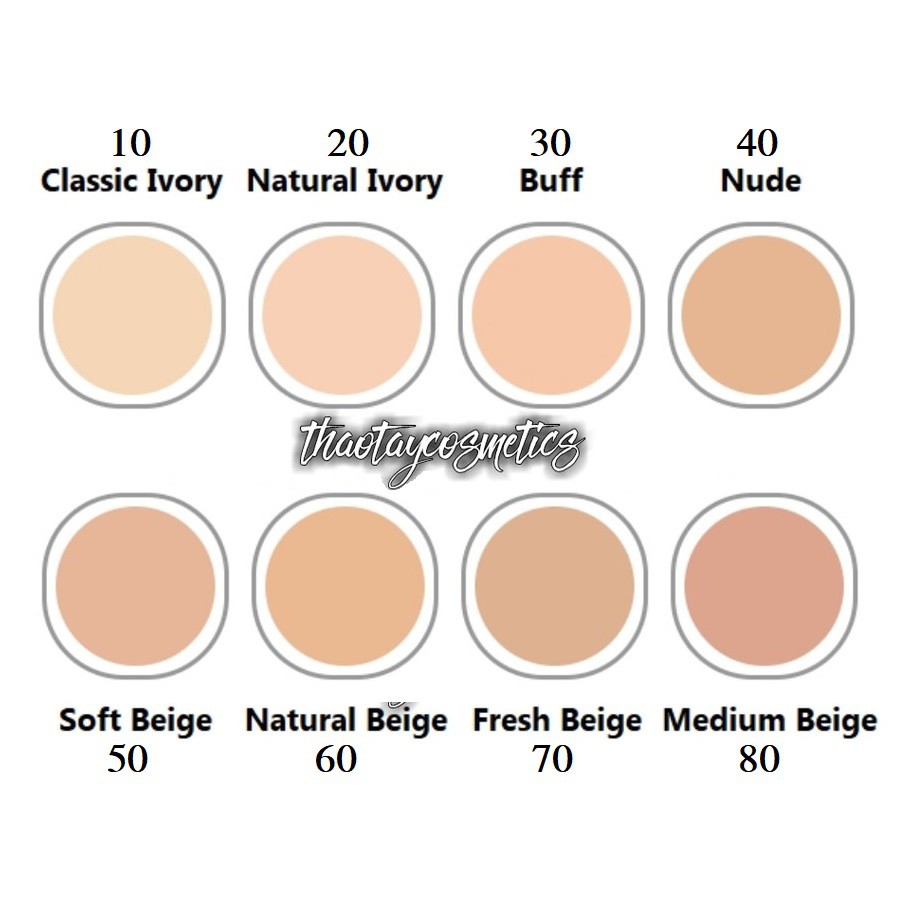 10 20 30 40
Classic Ivory Natural Ivory Buff Nude
thaotaycosmetics
Soft Beige Natural Beige Fresh Beige Medium Beige
50 60 70 80